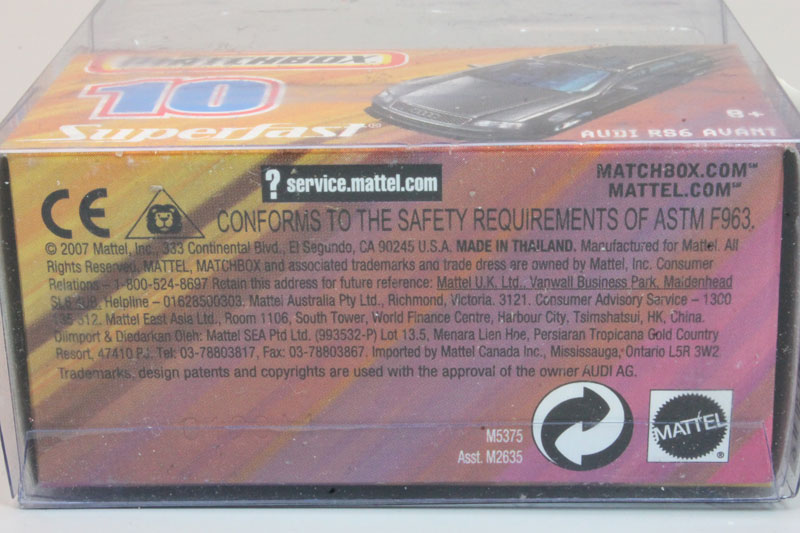 MATCHBOX
10
Superfast®
8+
AUDI RS6 AVANT
? service.mattel.com
MATCHBOX.COM℠
MATTEL.COM℠
CE
CONFORMS TO THE SAFETY REQUIREMENTS OF ASTM F963.
© 2007 Mattel, Inc., 333 Continental Blvd., El Segundo, CA 90245 U.S.A. MADE IN THAILAND. Manufactured for Mattel. All
Rights Reserved. MATTEL, MATCHBOX and associated trademarks and trade dress are owned by Mattel, Inc. Consumer
Relations – 1-800-524-8697 Retain this address for future reference: Mattel U.K. Ltd., Vanwall Business Park, Maidenhead
SL6 4UB. Helpline – 01628500303. Mattel Australia Pty Ltd., Richmond, Victoria. 3121. Consumer Advisory Service – 1300
135 312. Mattel East Asia Ltd., Room 1106, South Tower, World Finance Centre, Harbour City, Tsimshatsui, HK, China.
Diimport & Diedarkan Oleh: Mattel SEA Ptd Ltd. (993532-P) Lot 13.5, Menara Lien Hoe, Persiaran Tropicana Gold Country
Resort, 47410 PJ. Tel: 03-78803817, Fax: 03-78803867. Imported by Mattel Canada Inc., Mississauga, Ontario L5R 3W2.
Trademarks, design patents and copyrights are used with the approval of the owner AUDI AG.
M5375
Asst. M2635
MATTEL®